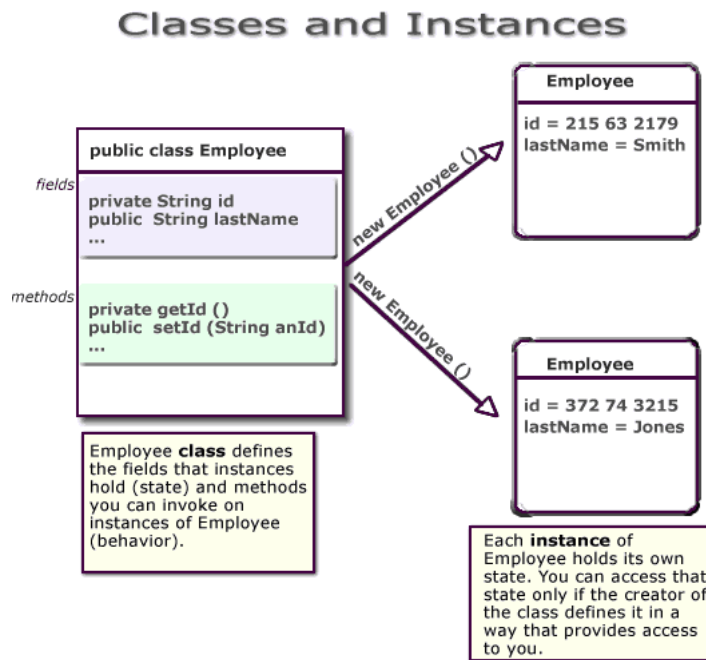 Classes and Instances
public class Employee
fields
private String id
public String lastName
...
methods
private getId ()
public setId (String anId)
...
Employee class defines
the fields that instances
hold (state) and methods
you can invoke on
instances of Employee
(behavior).
new Employee ()
new Employee ()
Employee
id = 215 63 2179
lastName = Smith
Employee
id = 372 74 3215
lastName = Jones
Each instance of
Employee holds its own
state. You can access that
state only if the creator of
the class defines it in a
way that provides access
to you.